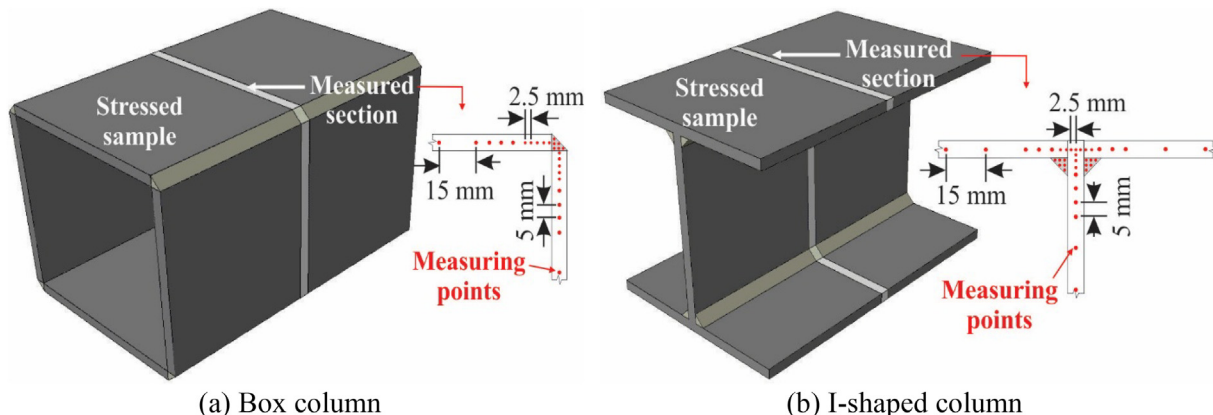 Stressed
sample
Measured
section
2.5 mm
15 mm
5 mm
Measuring
points
(a) Box column
Stressed
sample
Measured
section
2.5 mm
15 mm
5 mm
Measuring
points
(b) I-shaped column